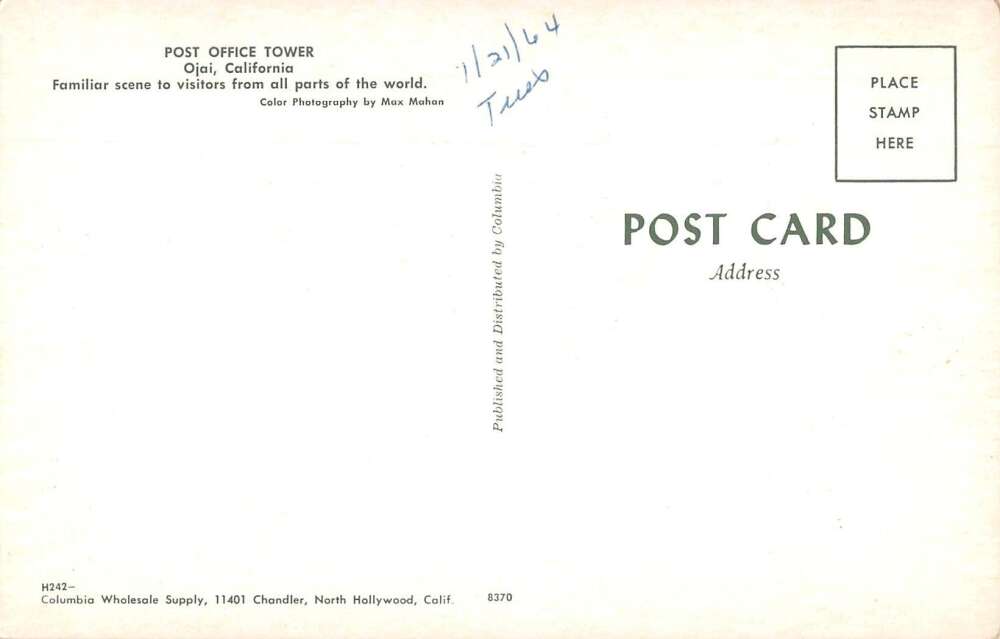 POST OFFICE TOWER
Ojai, California
Familiar scene to visitors from all parts of the world.
Color Photography by Max Mahan
1/21/64
Tues
PLACE
STAMP
HERE
Published and Distributed by Columbia
POST CARD
Address
H242–
Columbia Wholesale Supply, 11401 Chandler, North Hollywood, Calif. 8370